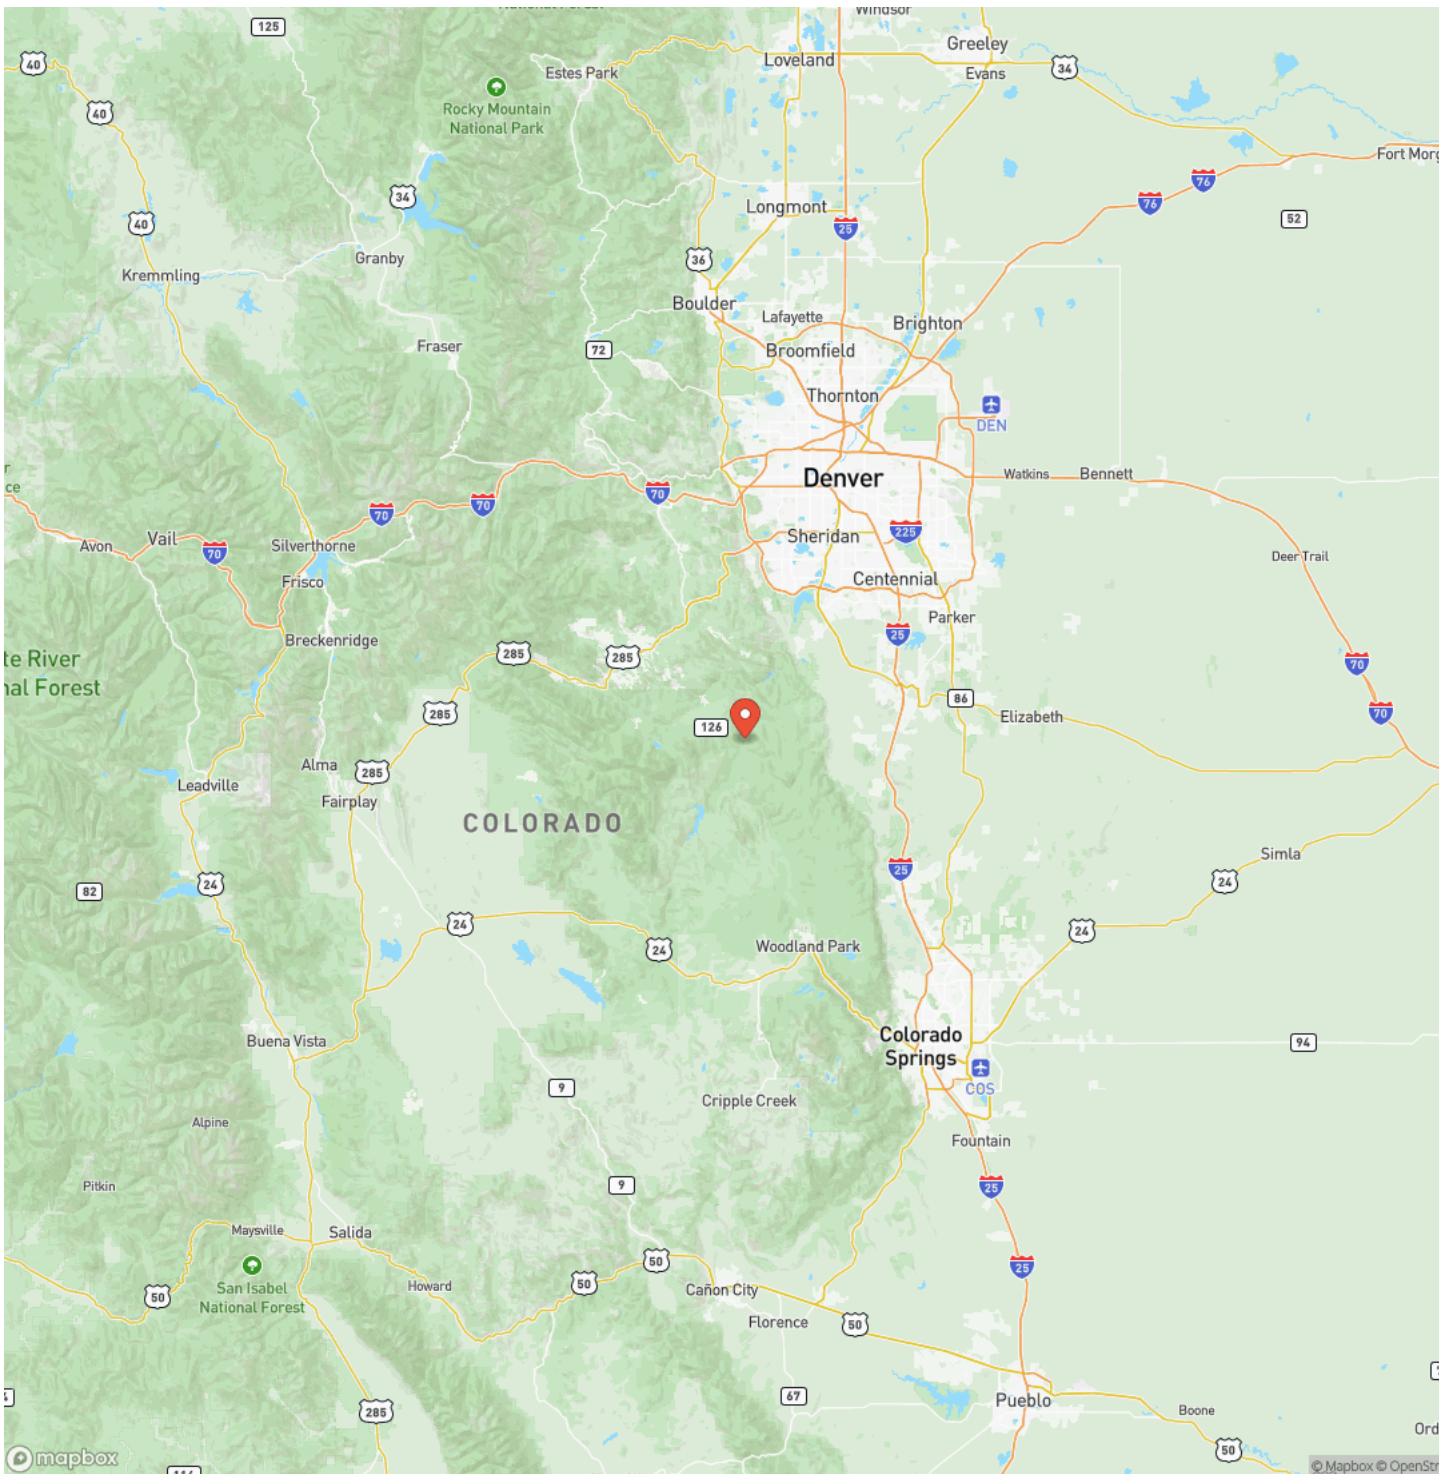 National Forest
Windsor
125
40
Greeley
Loveland
Evans
34
Estes Park
Rocky Mountain
National Park
40
Fort Morg
76
76
34
Longmont
52
40
25
Granby
36
Kremmling
Boulder
Lafayette
Brighton
Fraser
72
Broomfield
Thornton
DEN
r
ce
Denver
Watkins
Bennett
70
70
70
Avon
Vail
70
Silverthorne
Sheridan
225
Deer Trail
Frisco
Centennial
Parker
Breckenridge
25
te River
nal Forest
285
285
70
86
285
Elizabeth
70
126
Alma
285
Leadville
Fairplay
COLORADO
Simla
25
82
24
24
24
24
Woodland Park
24
Colorado
Springs
Buena Vista
94
COS
9
Cripple Creek
Alpine
Fountain
Pitkin
9
25
Maysville
Salida
50
25
San Isabel
National Forest
Howard
50
50
Cañon City
Florence
50
4
67
Pueblo
285
Boone
Ord
50
mapbox
© Mapbox © OpenStr